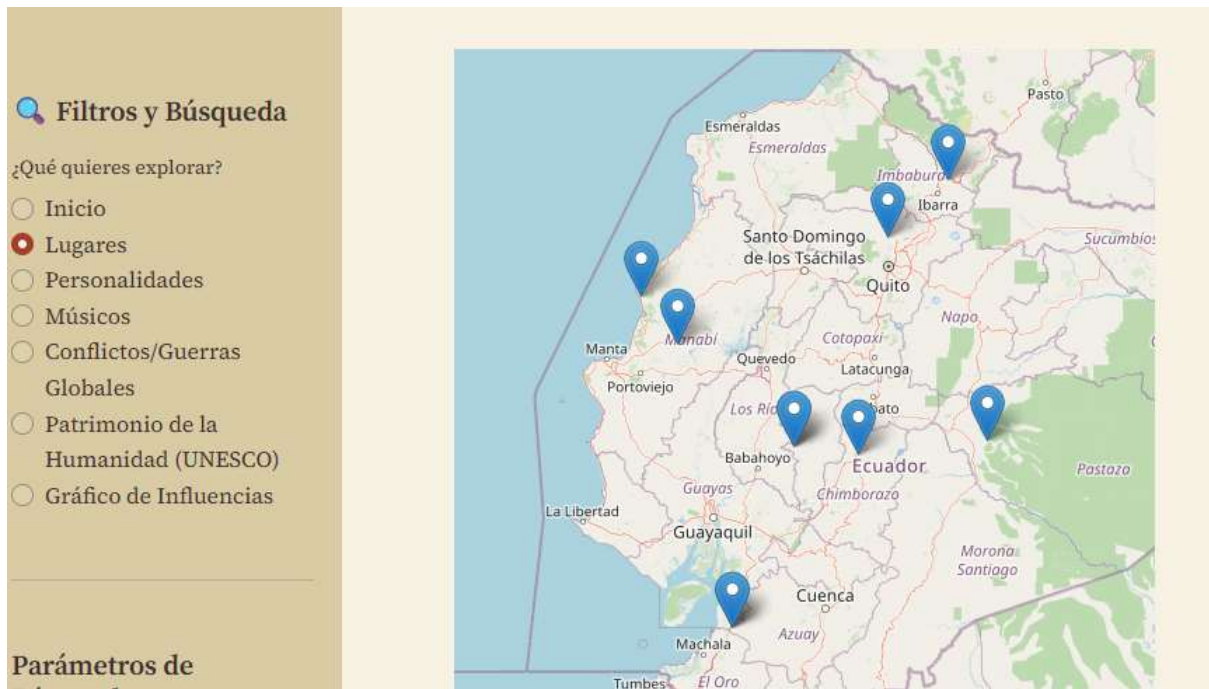 🔍 Filtros y Búsqueda
¿Qué quieres explorar?
Inicio
Lugares
Personalidades
Músicos
Conflictos/Guerras
Globales
Patrimonio de la
Humanidad (UNESCO)
Gráfico de Influencias
Parámetros de
Pasto
Esmeraldas
Esmeraldas
Imbabura
Ibarra
Santo Domingo
de los Tsáchilas
Sucumbíos
Quito
Napo
Manabí
Cotopaxi
Manta
Quevedo
Latacunga
Portoviejo
bato
Babahoyo
Ecuador
Pastaza
Guayas
Chimborazo
La Libertad
Guayaquil
Morona
Santiago
Cuenca
Azuay
Machala
Tumbes
El Oro